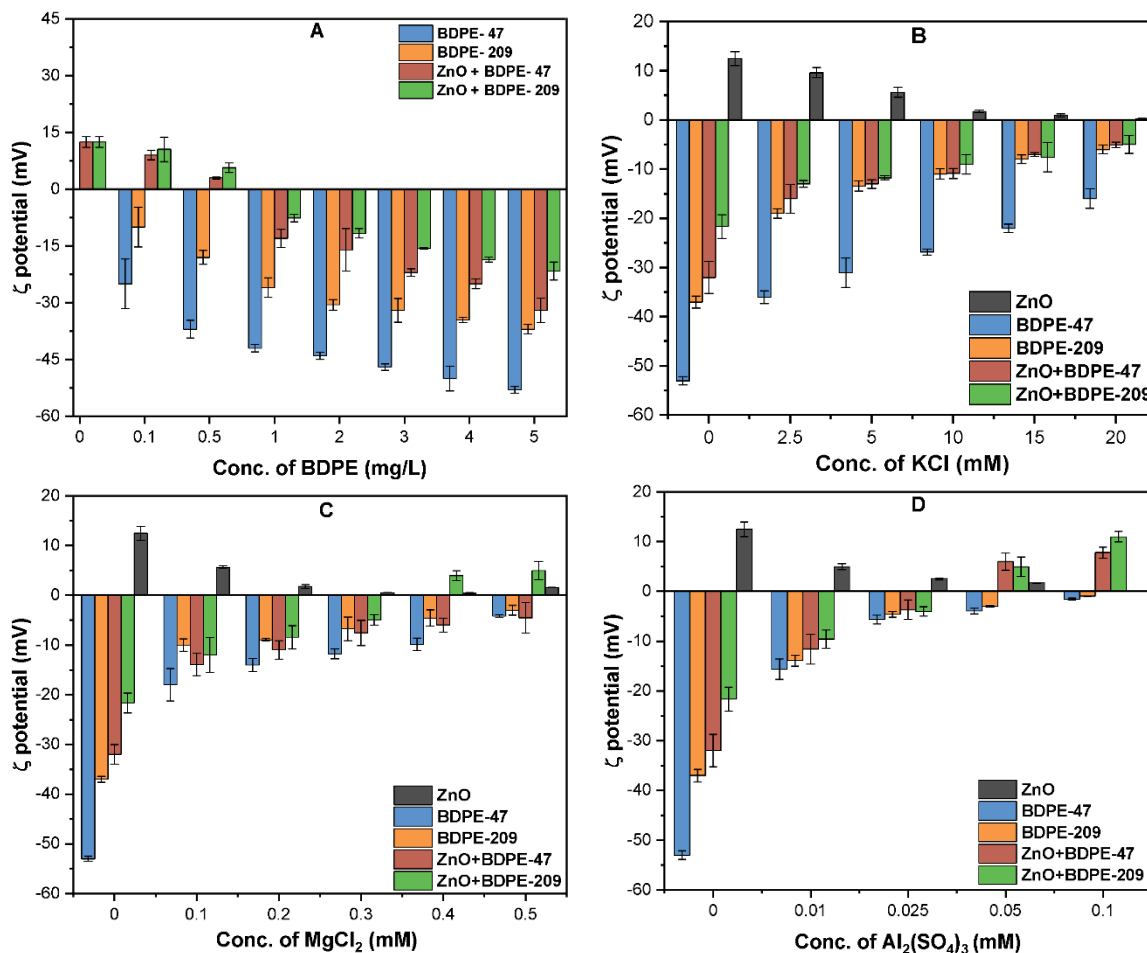 A
BDPE- 47
BDPE- 209
ZnO + BDPE- 47
ZnO + BDPE- 209
45
30
15
0
-15
-30
-45
-60
ζ potential (mV)
0 0.1 0.5 1 2 3 4 5
Conc. of BDPE (mg/L)
B
20
10
0
-10
-20
-30
-40
-50
-60
ζ potential (mV)
ZnO
BDPE-47
BDPE-209
ZnO+BDPE-47
ZnO+BDPE-209
0 2.5 5 10 15 20
Conc. of KCl (mM)
C
20
10
0
-10
-20
-30
-40
-50
-60
ζ potential (mV)
ZnO
BDPE-47
BDPE-209
ZnO+BDPE-47
ZnO+BDPE-209
0 0.1 0.2 0.3 0.4 0.5
Conc. of MgCl₂ (mM)
D
20
10
0
-10
-20
-30
-40
-50
-60
ζ potential (mV)
ZnO
BDPE-47
BDPE-209
ZnO+BDPE-47
ZnO+BDPE-209
0 0.01 0.025 0.05 0.1
Conc. of Al₂(SO₄)₃ (mM)